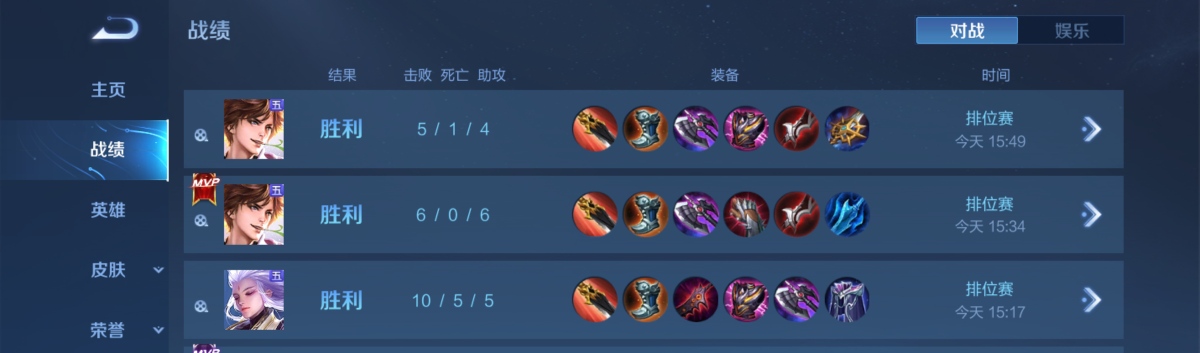 战绩
对战 娱乐
主页
战绩
英雄
皮肤
荣誉
结果 击败 死亡 助攻 装备 时间
五 胜利 5 / 1 / 4 排位赛
今天 15:49
MVP
五 胜利 6 / 0 / 6 排位赛
今天 15:34
五 胜利 10 / 5 / 5 排位赛
今天 15:17
MVP